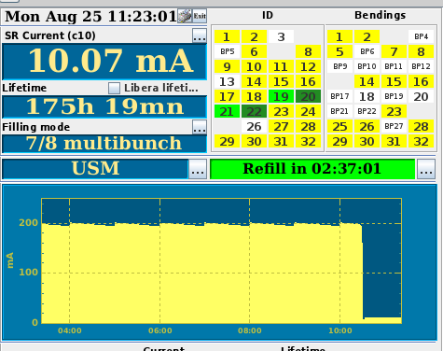 Mon Aug 25 11:23:01 Exit
SR Current (c10) ...
10.07 mA
Lifetime Libera lifeti...
175h 19mn
Filling mode ...
7/8 multibunch
ID
1 2 3
BP5 6 8
9 10 11 12
13 14 15 16
17 18 19 20
21 22 23 24
26 27 28
29 30 31 32
Bendings
1 2 BP4
5 BP6 7 8
BP9 BP10 BP11 BP12
14 15 16
BP17 18 BP19 20
BP21 BP22 23
25 26 BP27 28
29 30 31 32
USM ...
Refill in 02:37:01 ...
mA
200
100
0
04:00 06:00 08:00 10:00
Current Lifetime